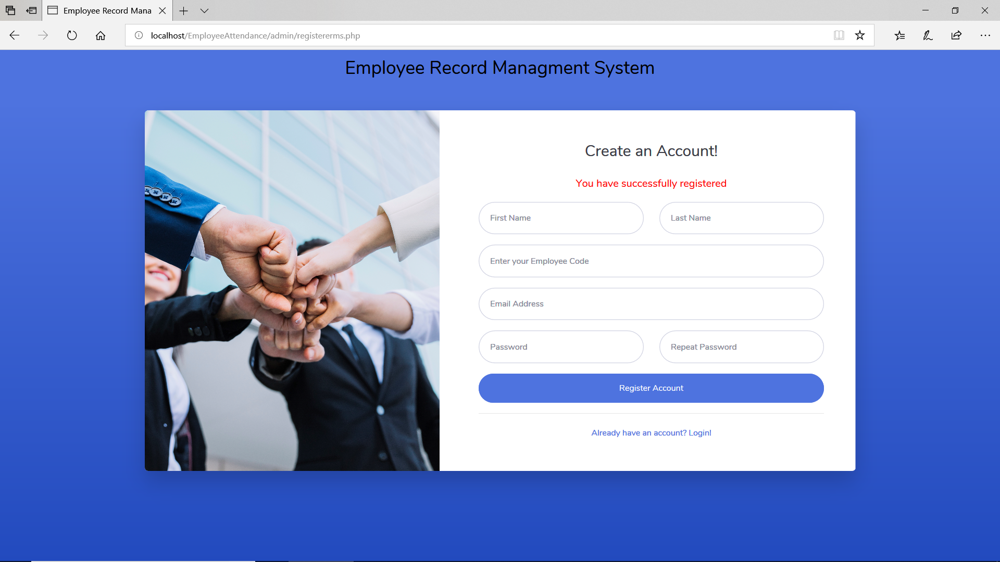 Employee Record Mana
localhost/EmployeeAttendance/admin/registererms.php
Employee Record Managment System
Create an Account!
You have successfully registered
First Name
Last Name
Enter your Employee Code
Email Address
Password
Repeat Password
Register Account
Already have an account? Login!